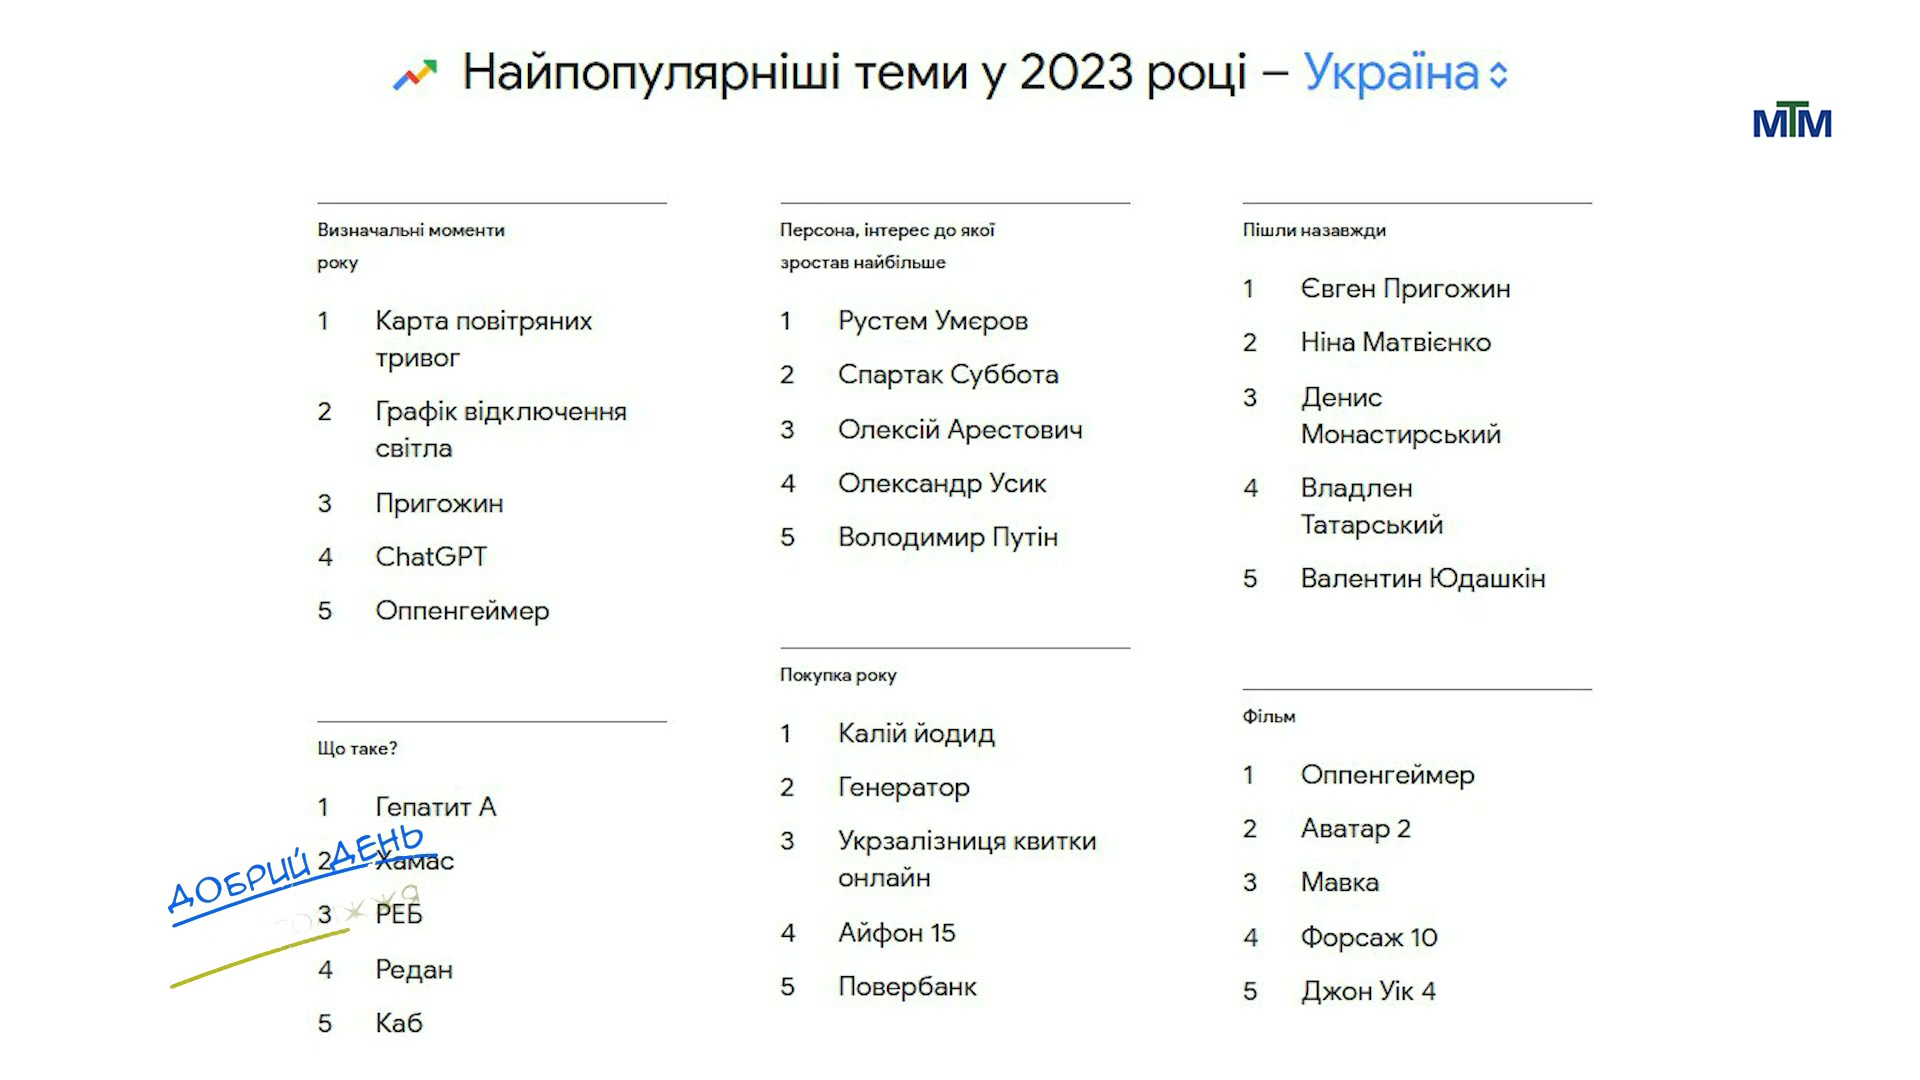 Найпопулярніші теми у 2023 році – Україна
МТМ
Визначальні моменти
року
1 Карта повітряних
тривог
2 Графік відключення
світла
3 Пригожин
4 ChatGPT
5 Оппенгеймер
Персона, інтерес до якої
зростав найбільше
1 Рустем Умєров
2 Спартак Суббота
3 Олексій Арестович
4 Олександр Усик
5 Володимир Путін
Пішли назавжди
1 Євген Пригожин
2 Ніна Матвієнко
3 Денис
Монастирський
4 Владлен
Татарський
5 Валентин Юдашкін
Що таке?
1 Гепатит А
2 Хамас
3 РЕБ
4 Редан
5 Каб
ДОБРИЙ ДЕНЬ
Покупка року
1 Калій йодид
2 Генератор
3 Укрзалізниця квитки
онлайн
4 Айфон 15
5 Повербанк
Фільм
1 Оппенгеймер
2 Аватар 2
3 Мавка
4 Форсаж 10
5 Джон Уік 4